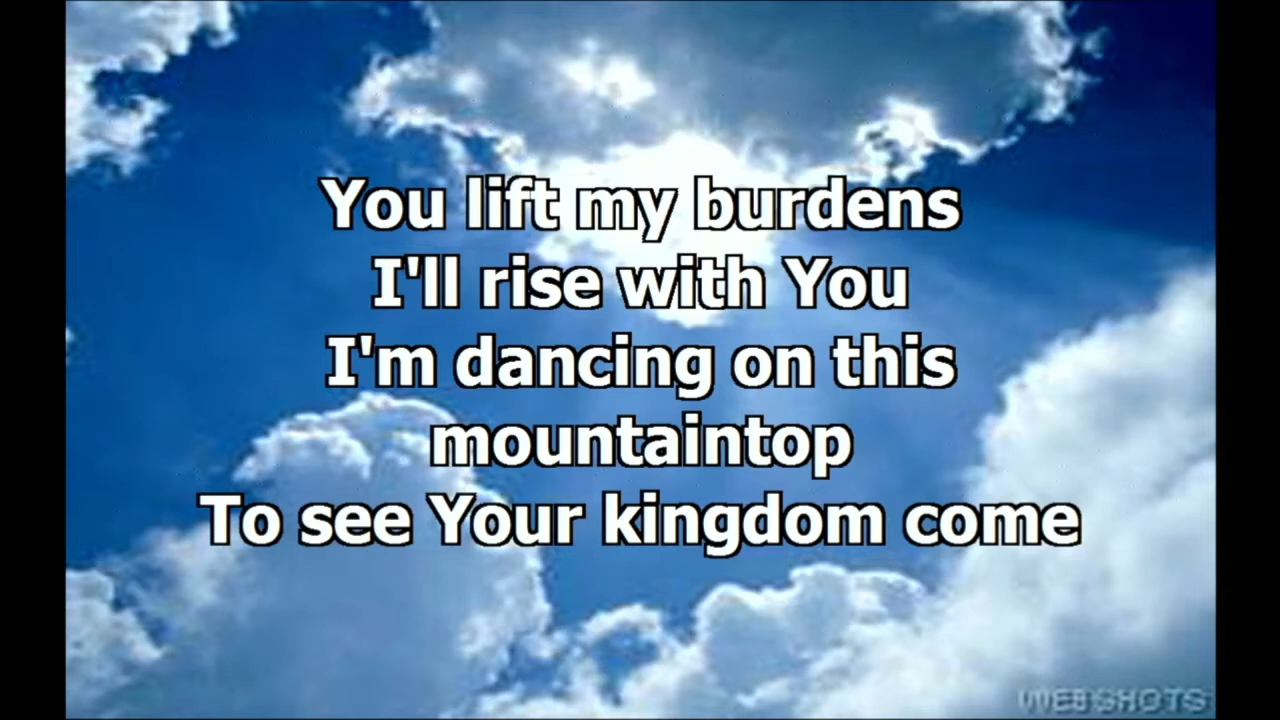 You lift my burdens
I'll rise with You
I'm dancing on this
mountaintop
To see Your kingdom come
WEBSHOTS